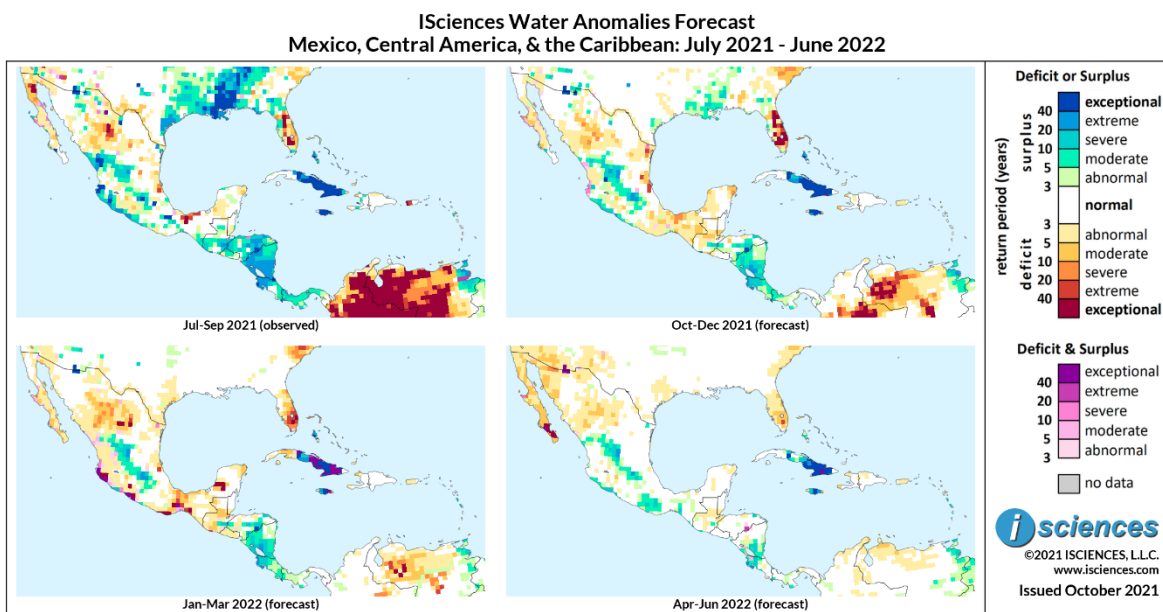 ISciences Water Anomalies Forecast
Mexico, Central America, & the Caribbean: July 2021 - June 2022
Jul-Sep 2021 (observed)
Oct-Dec 2021 (forecast)
Jan-Mar 2022 (forecast)
Apr-Jun 2022 (forecast)
Deficit or Surplus
return period (years)
surplus
deficit
exceptional
40
extreme
20
severe
10
moderate
5
abnormal
3
normal
3
abnormal
5
moderate
10
severe
20
extreme
40
exceptional
Deficit & Surplus
exceptional
40
extreme
20
severe
10
moderate
5
abnormal
3
no data
i sciences
©2021 ISCIENCES, L.L.C.
www.isciences.com
Issued October 2021